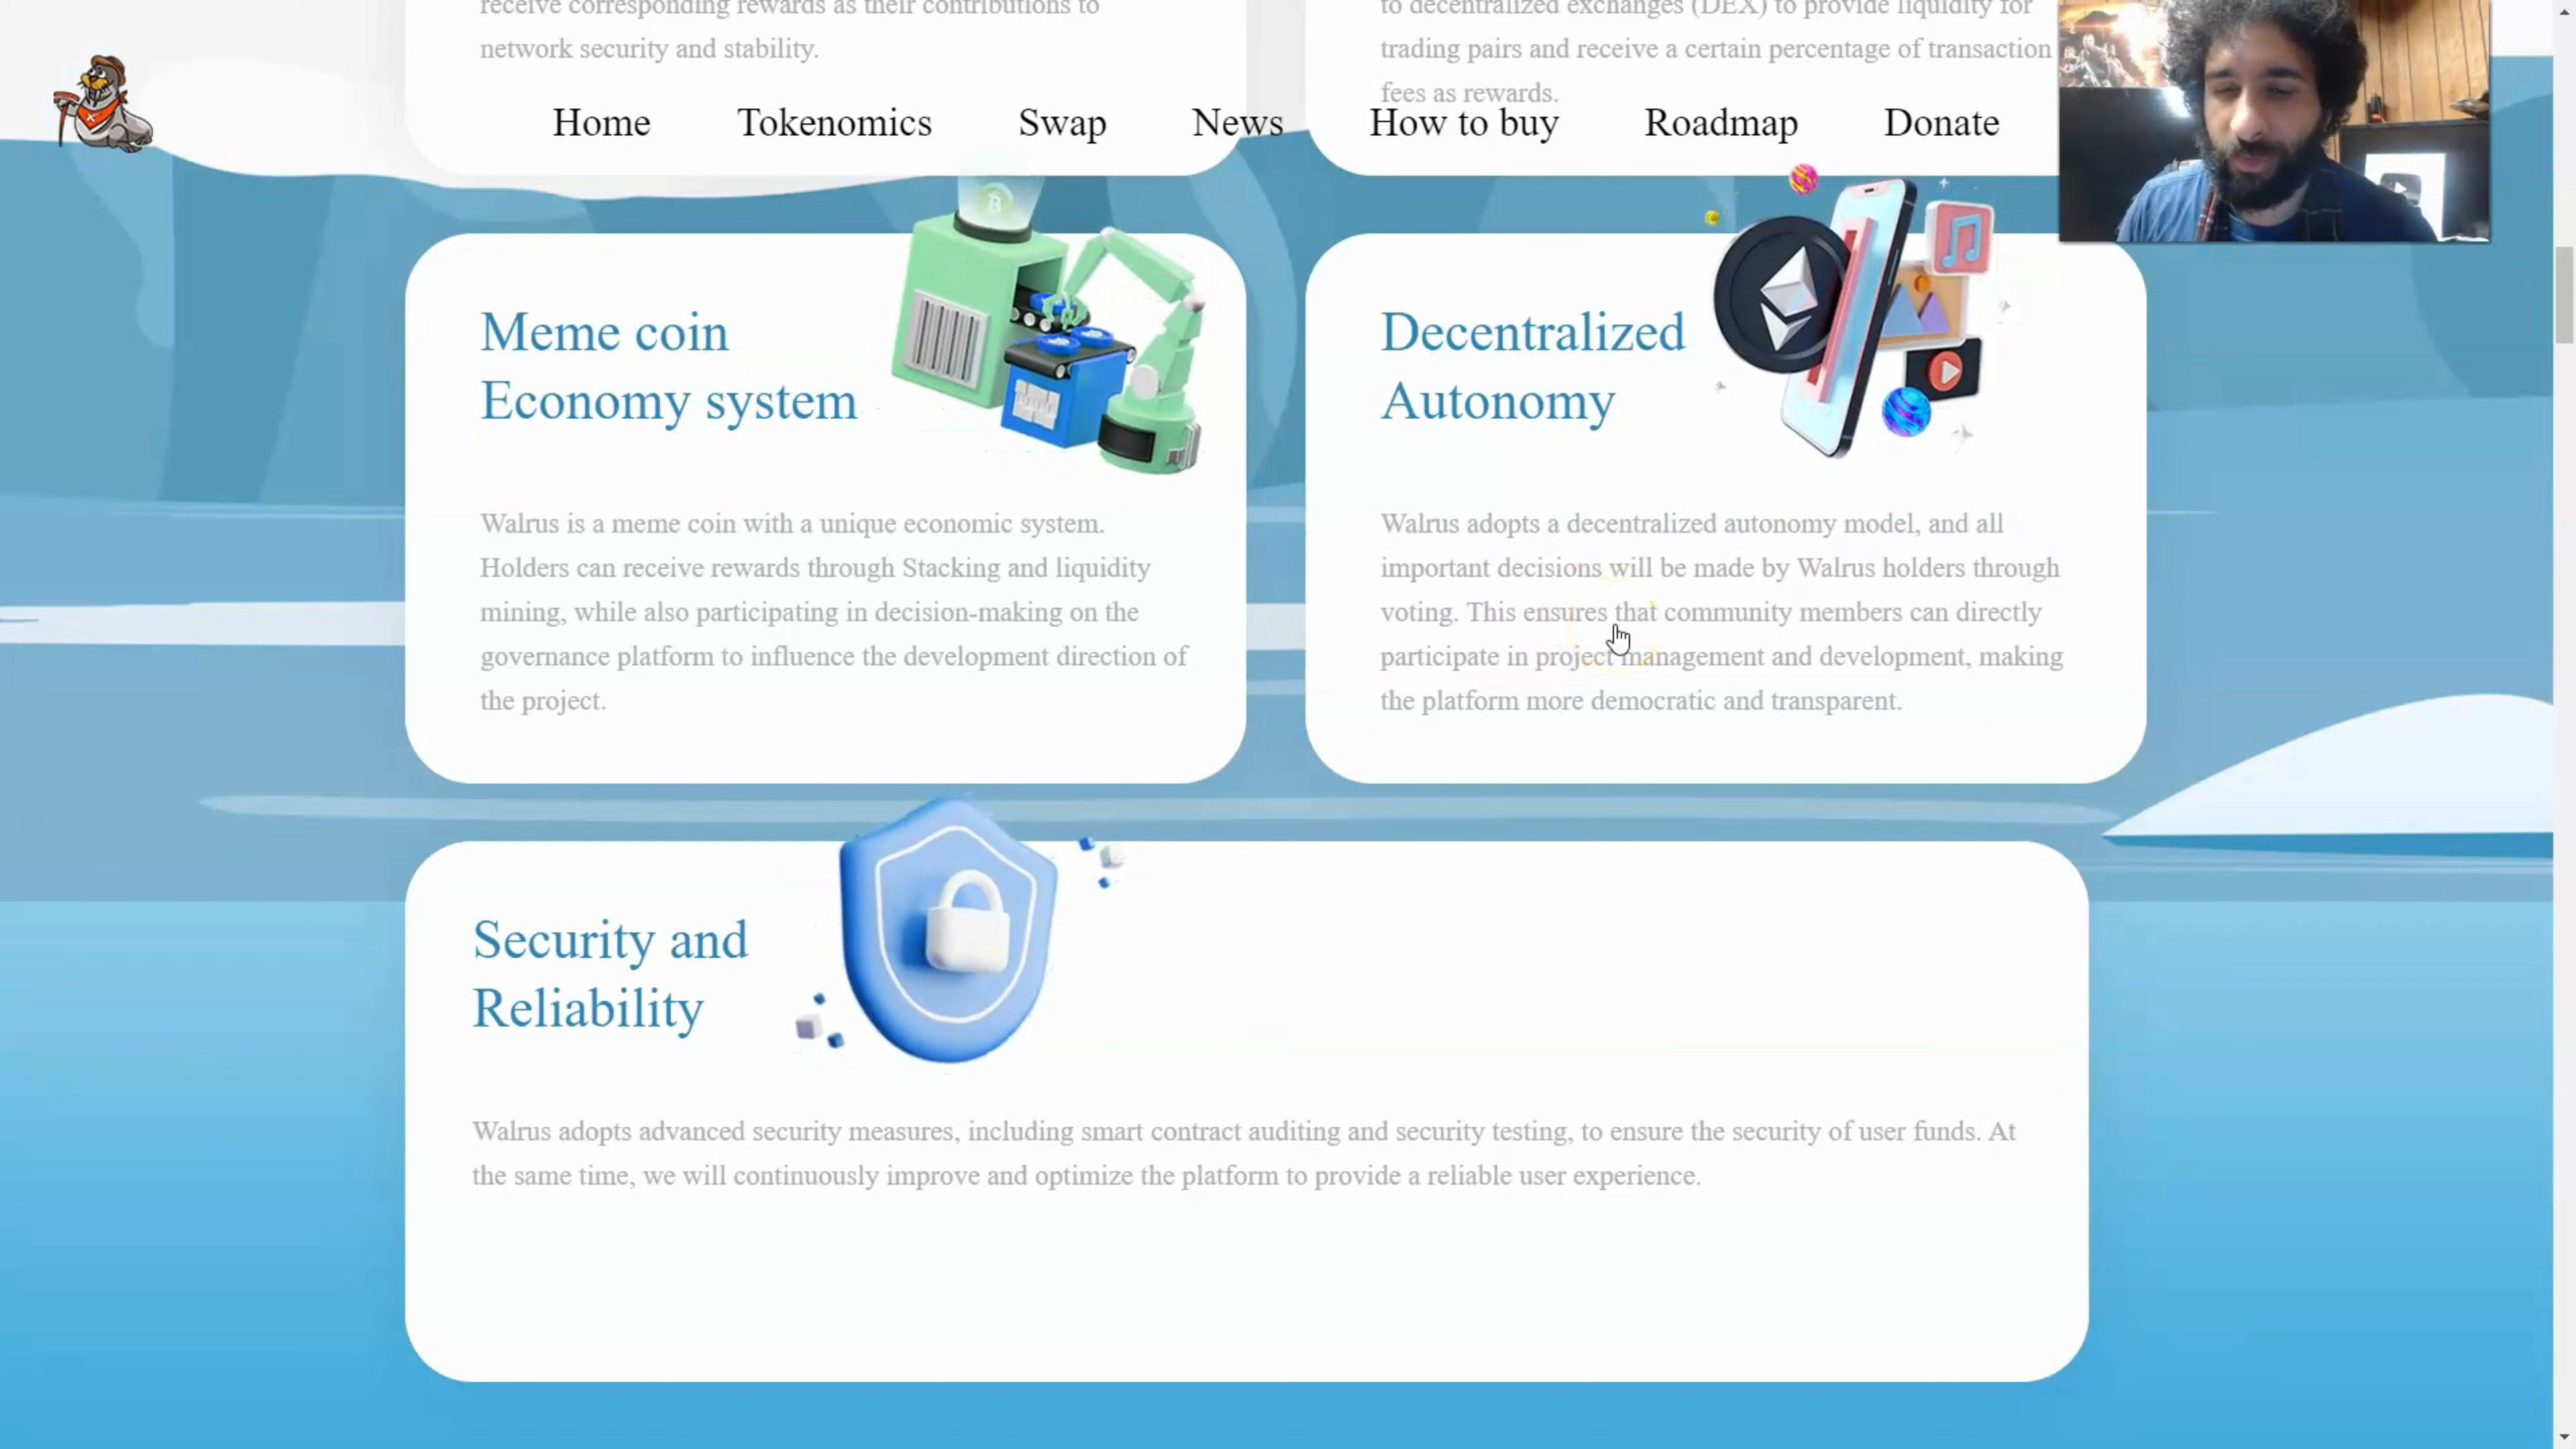 receive corresponding rewards as their contributions to
network security and stability.
to decentralized exchanges (DEX) to provide liquidity for
trading pairs and receive a certain percentage of transaction
fees as rewards.
Home Tokenomics Swap News How to buy Roadmap Donate
Meme coin
Economy system
Walrus is a meme coin with a unique economic system.
Holders can receive rewards through Stacking and liquidity
mining, while also participating in decision-making on the
governance platform to influence the development direction of
the project.
Decentralized
Autonomy
Walrus adopts a decentralized autonomy model, and all
important decisions will be made by Walrus holders through
voting. This ensures that community members can directly
participate in project management and development, making
the platform more democratic and transparent.
Security and
Reliability
Walrus adopts advanced security measures, including smart contract auditing and security testing, to ensure the security of user funds. At
the same time, we will continuously improve and optimize the platform to provide a reliable user experience.